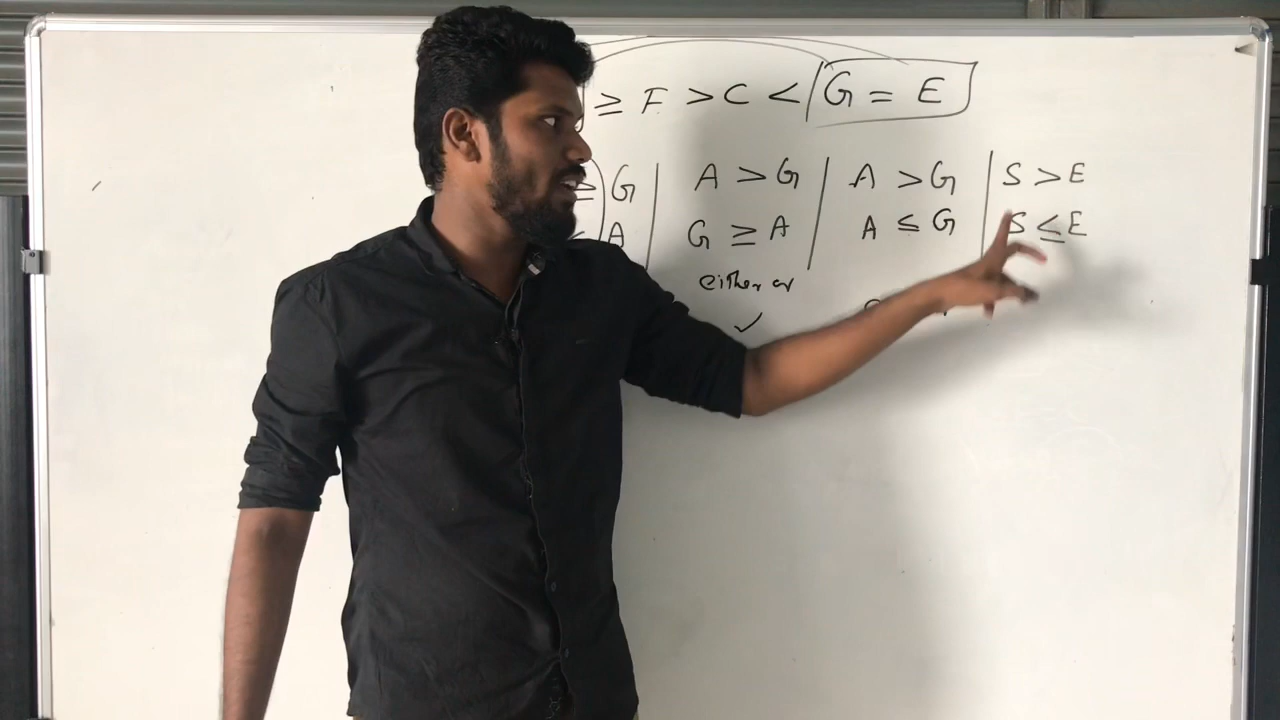 ≥ F > C < G = E
≥ G | A > G | A > G | S > E
≤ A | G ≥ A | A ≤ G | S ≤ E
either or
✓